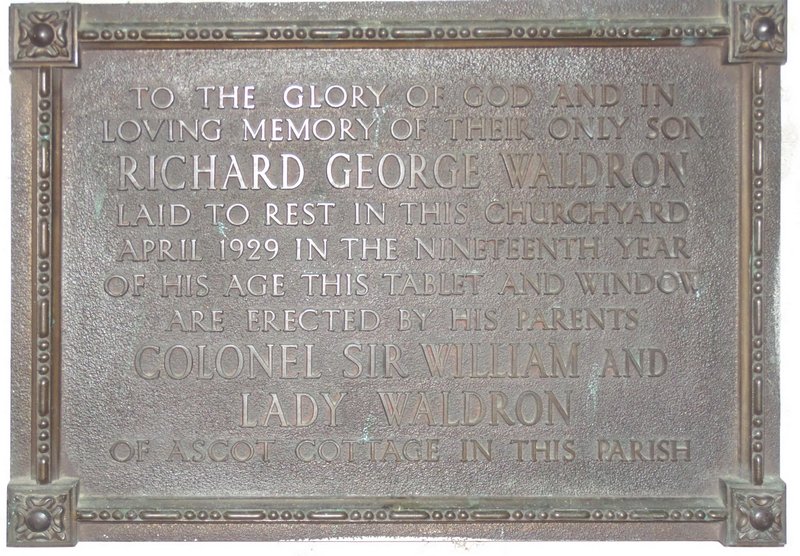 TO THE GLORY OF GOD AND IN
LOVING MEMORY OF THEIR ONLY SON
RICHARD GEORGE WALDRON
LAID TO REST IN THIS CHURCHYARD
APRIL 1929 IN THE NINETEENTH YEAR
OF HIS AGE THIS TABLET AND WINDOW
ARE ERECTED BY HIS PARENTS
COLONEL SIR WILLIAM AND
LADY WALDRON
OF ASCOT COTTAGE IN THIS PARISH